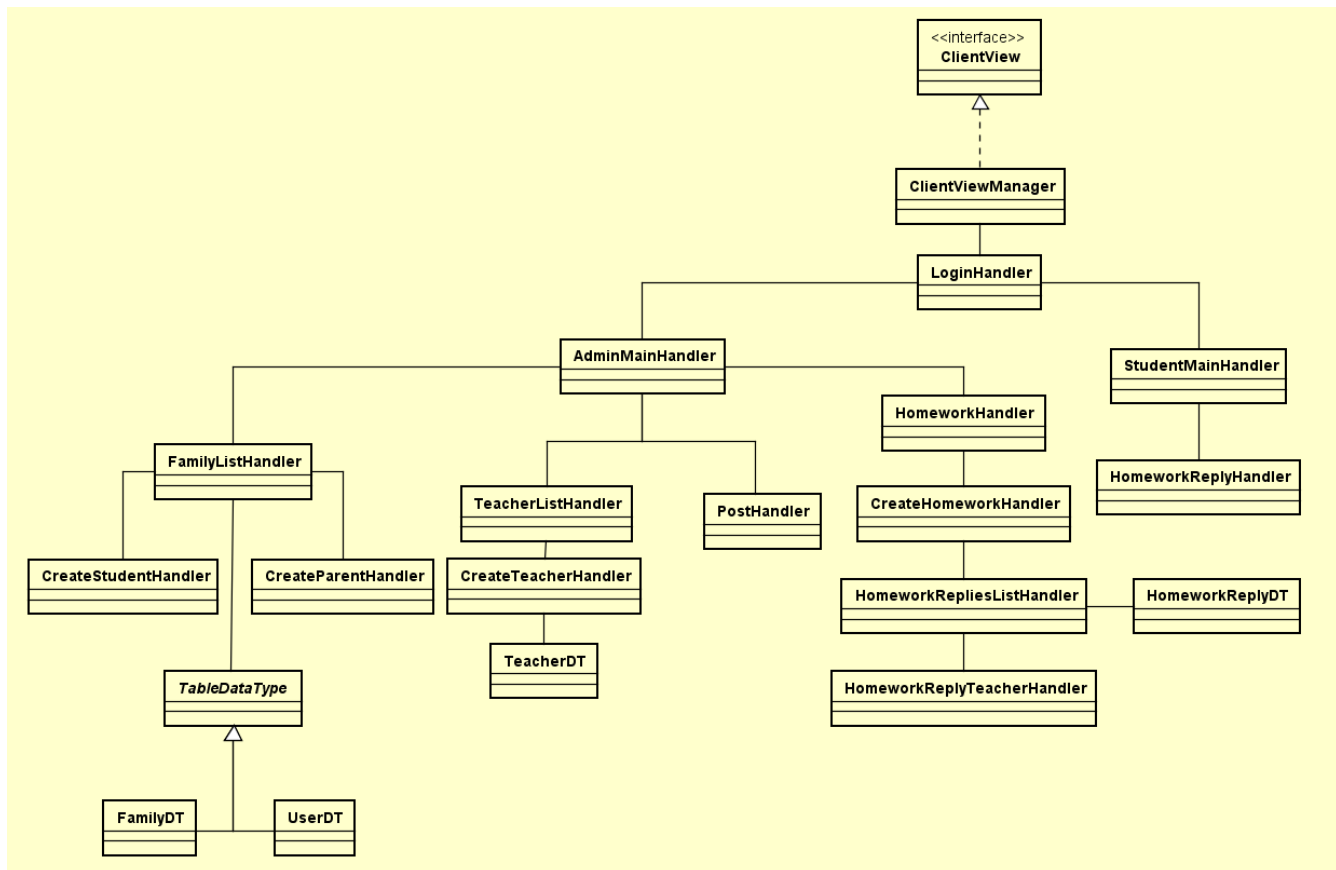 <<interface>>
ClientView
ClientViewManager
LoginHandler
AdminMainHandler
StudentMainHandler
HomeworkHandler
FamilyListHandler
HomeworkReplyHandler
TeacherListHandler
PostHandler
CreateHomeworkHandler
CreateStudentHandler
CreateParentHandler
CreateTeacherHandler
HomeworkRepliesListHandler
HomeworkReplyDT
TeacherDT
TableDataType
HomeworkReplyTeacherHandler
FamilyDT
UserDT